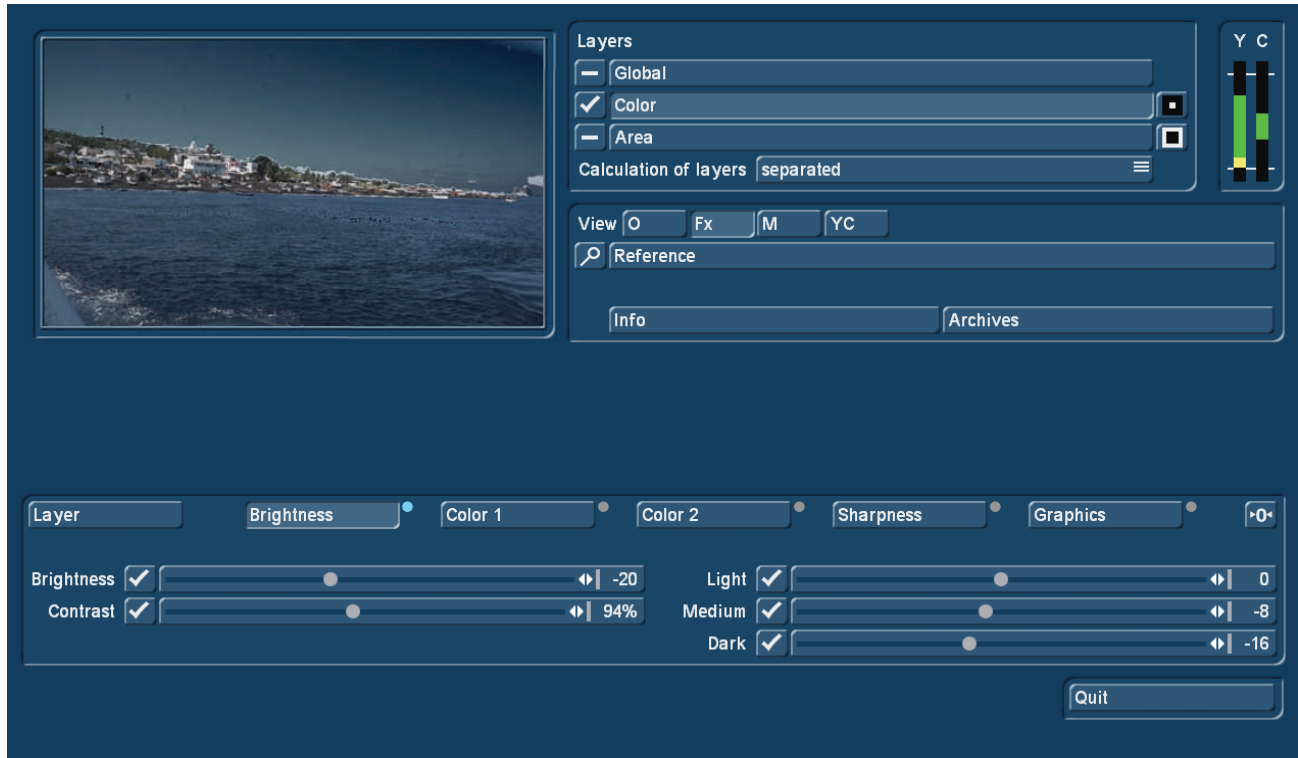 Layers
Y C
Global
Color
Area
Calculation of layers separated
View O Fx M YC
Reference
Info Archives
Layer Brightness Color 1 Color 2 Sharpness Graphics ▸0◂
Brightness -20 Light 0
Contrast 94% Medium -8
Dark -16
Quit